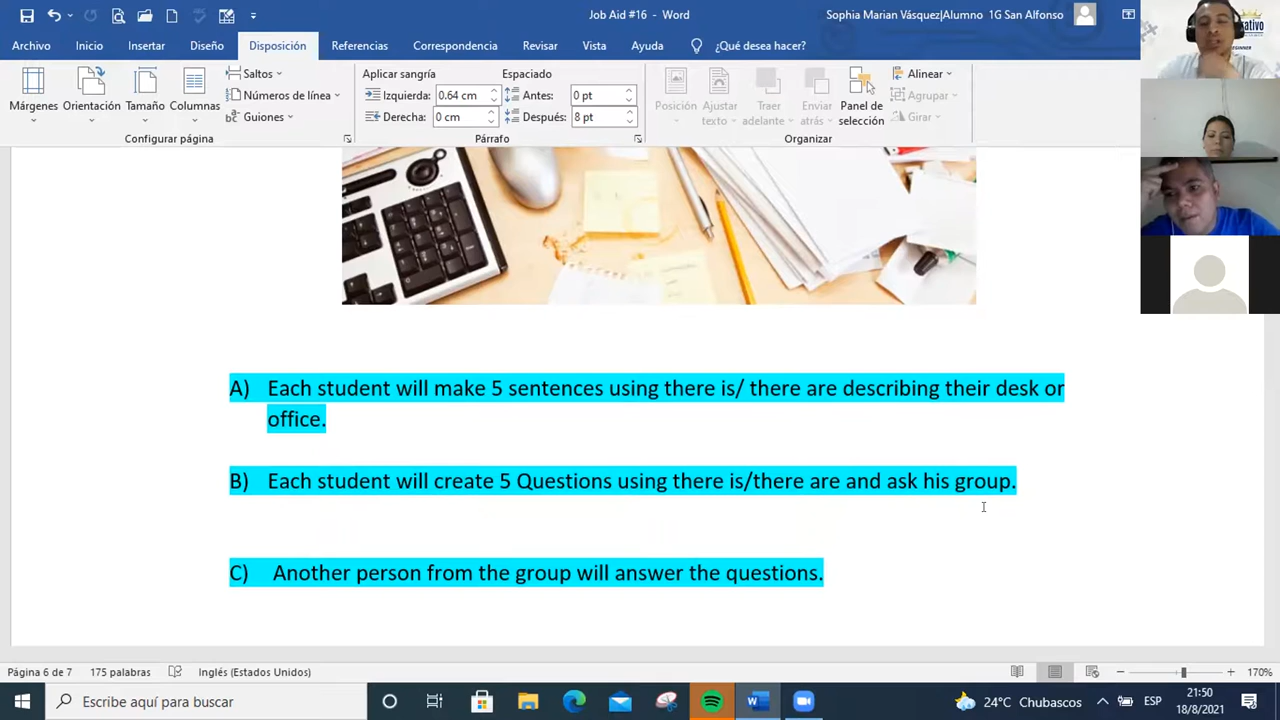 Job Aid #16 - Word
Sophia Marian Vásquez|Alumno 1G San Alfonso
Archivo Inicio Insertar Diseño Disposición Referencias Correspondencia Revisar Vista Ayuda ¿Qué desea hacer?
Márgenes Orientación Tamaño Columnas
Saltos
Número de línea
Guiones
Configurar página
Aplicar sangría Espaciado
Izquierda: 0.64 cm Antes: 0 pt
Derecha: 0 cm Después: 8 pt
Párrafo
Posición Ajustar texto Traer adelante Enviar atrás Panel de selección
Alinear
Agrupar
Girar
Organizar
A) Each student will make 5 sentences using there is/ there are describing their desk or
office.
B) Each student will create 5 Questions using there is/there are and ask his group.
C) Another person from the group will answer the questions.
Página 6 de 7 175 palabras Inglés (Estados Unidos) 170%
Escribe aquí para buscar 24°C Chubascos ESP 21:50
18/8/2021